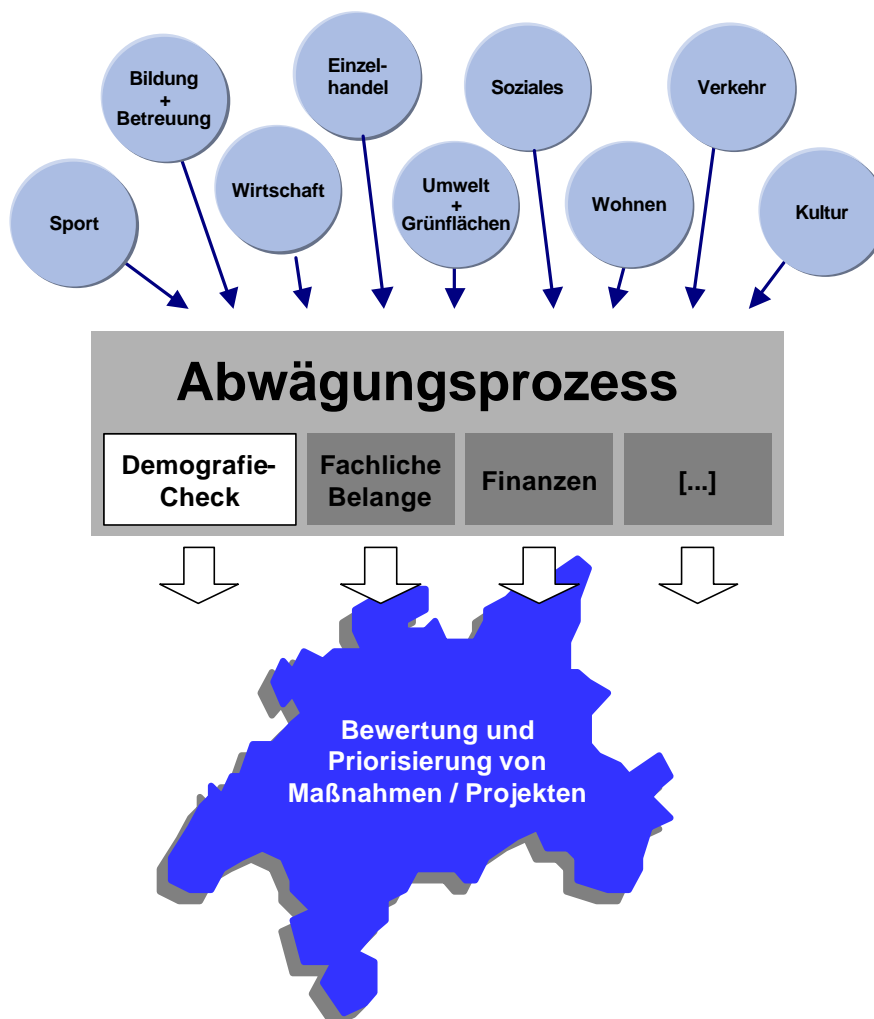 Bildung
+
Betreuung
Einzel-
handel
Soziales
Verkehr
Sport
Wirtschaft
Umwelt
+
Grünflächen
Wohnen
Kultur
Abwägungsprozess
Demografie-
Check
Fachliche
Belange
Finanzen
[...]
Bewertung und
Priorisierung von
Maßnahmen / Projekten